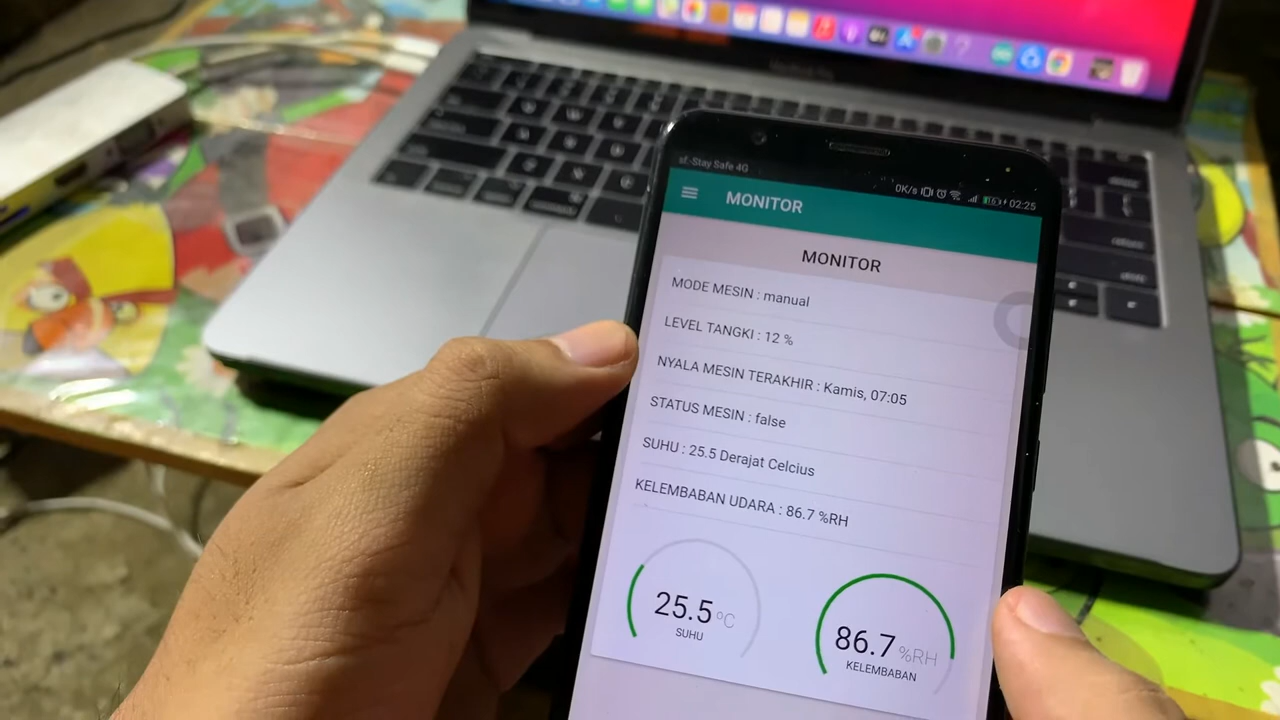 sf.-Stay Safe 4G
0K/s 02:25
MONITOR
MONITOR
MODE MESIN : manual
LEVEL TANGKI : 12 %
NYALA MESIN TERAKHIR : Kamis, 07:05
STATUS MESIN : false
SUHU : 25.5 Derajat Celcius
KELEMBABAN UDARA : 86.7 %RH
25.5 °C
SUHU
86.7 %RH
KELEMBABAN